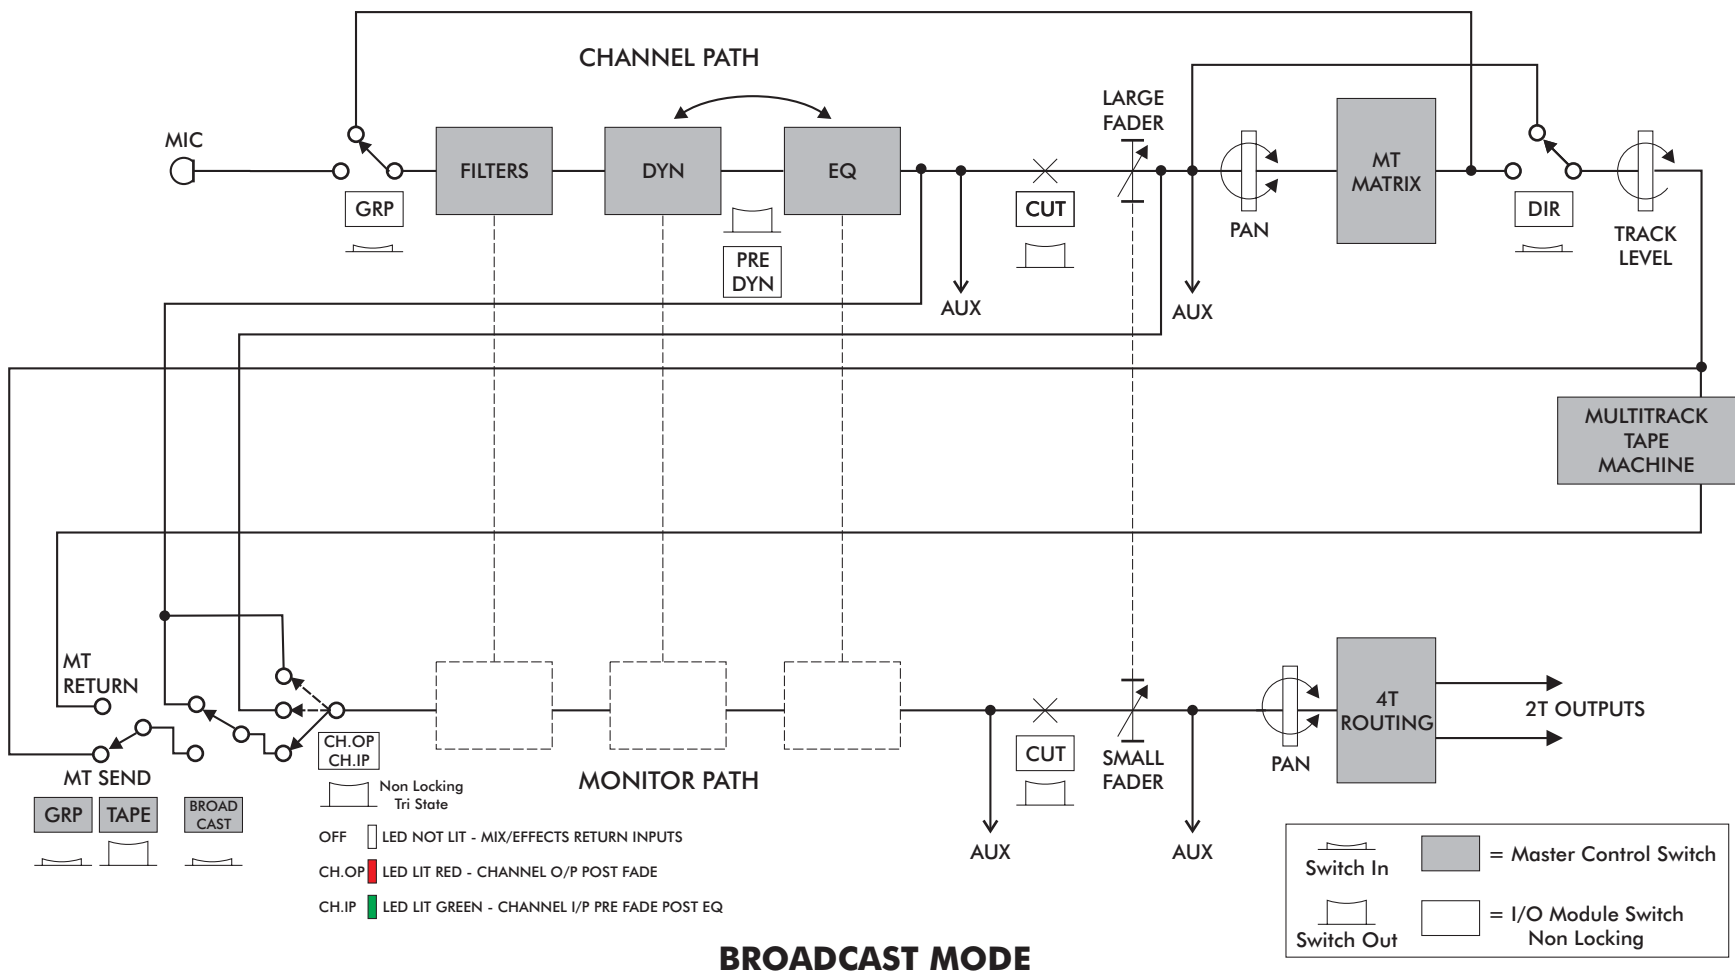 CHANNEL PATH
MIC
GRP
FILTERS
DYN
PRE
DYN
EQ
AUX
CUT
LARGE
FADER
AUX
PAN
MT
MATRIX
DIR
TRACK
LEVEL
MULTITRACK
TAPE
MACHINE
MT
RETURN
MT SEND
GRP
TAPE
BROAD
CAST
CH.OP
CH.IP
Non Locking
Tri State
MONITOR PATH
AUX
CUT
SMALL
FADER
AUX
PAN
4T
ROUTING
2T OUTPUTS
OFF LED NOT LIT - MIX/EFFECTS RETURN INPUTS
CH.OP LED LIT RED - CHANNEL O/P POST FADE
CH.IP LED LIT GREEN - CHANNEL I/P PRE FADE POST EQ
Switch In
= Master Control Switch
Switch Out
= I/O Module Switch
Non Locking
BROADCAST MODE